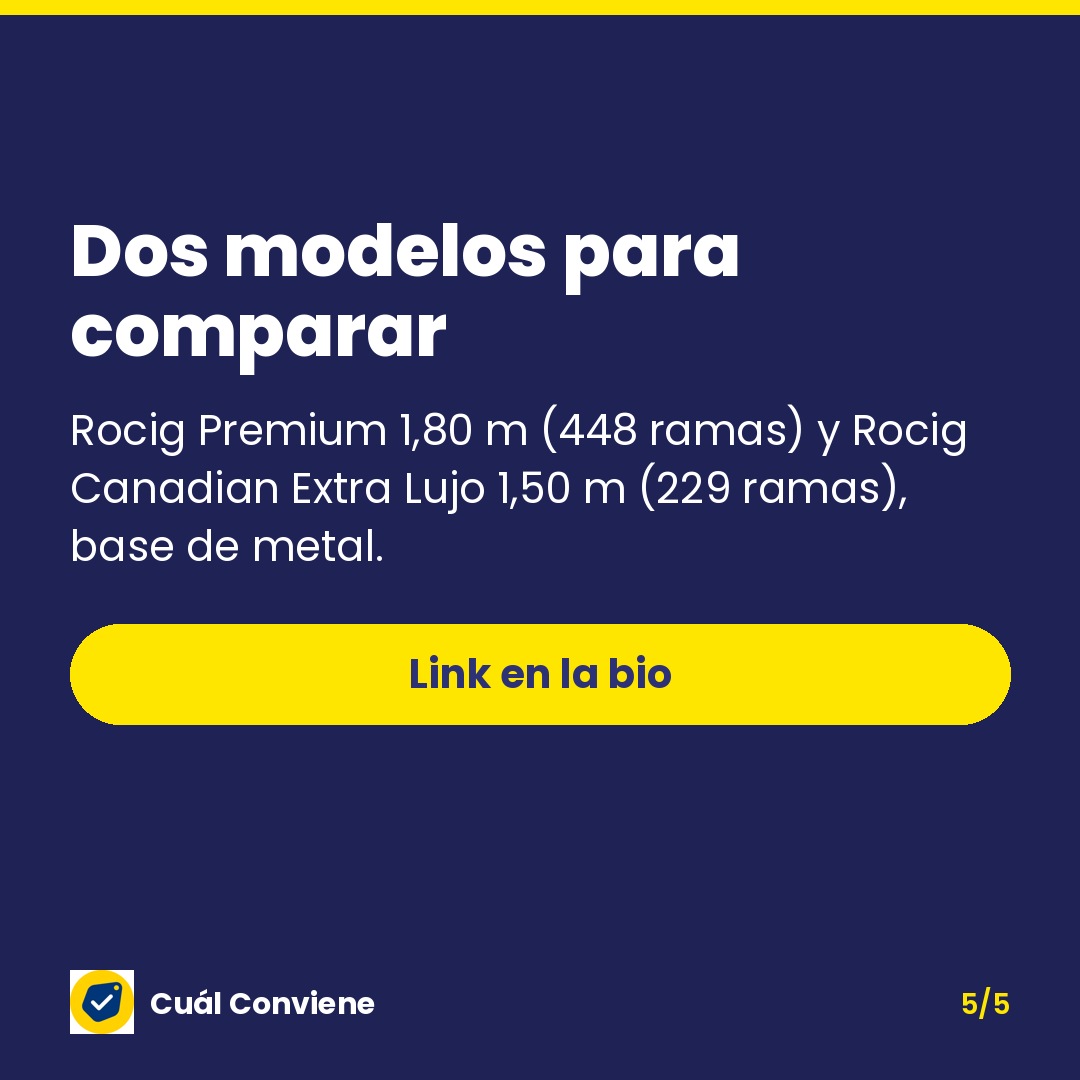 Dos modelos para
comparar
Rocig Premium 1,80 m (448 ramas) y Rocig
Canadian Extra Lujo 1,50 m (229 ramas),
base de metal.
Link en la bio
Cuál Conviene
5/5